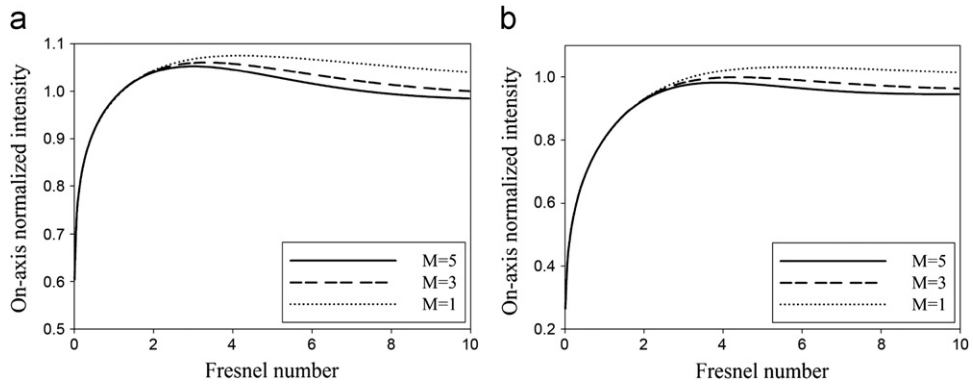 a
On-axis normalized intensity
1.1
1.0
0.9
0.8
0.7
0.6
0.5
0
2
4
6
8
10
Fresnel number
M=5
M=3
M=1
b
On-axis normalized intensity
1.0
0.8
0.6
0.4
0.2
0
2
4
6
8
10
Fresnel number
M=5
M=3
M=1